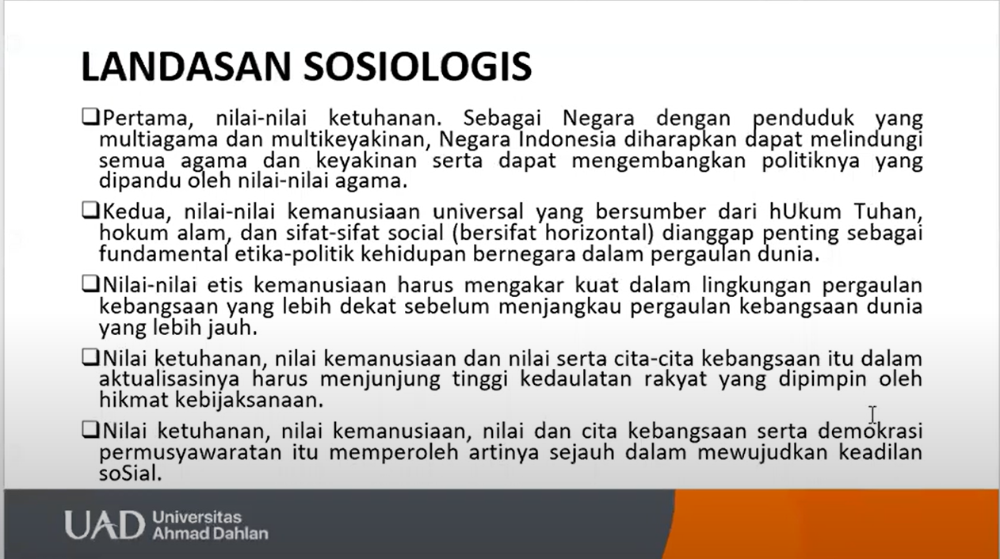 LANDASAN SOSIOLOGIS
❑Pertama, nilai-nilai ketuhanan. Sebagai Negara dengan penduduk yang
multiagama dan multikeyakinan, Negara Indonesia diharapkan dapat melindungi
semua agama dan keyakinan serta dapat mengembangkan politiknya yang
dipandu oleh nilai-nilai agama.
❑Kedua, nilai-nilai kemanusiaan universal yang bersumber dari hUkum Tuhan,
hokum alam, dan sifat-sifat social (bersifat horizontal) dianggap penting sebagai
fundamental etika-politik kehidupan bernegara dalam pergaulan dunia.
❑Nilai-nilai etis kemanusiaan harus mengakar kuat dalam lingkungan pergaulan
kebangsaan yang lebih dekat sebelum menjangkau pergaulan kebangsaan dunia
yang lebih jauh.
❑Nilai ketuhanan, nilai kemanusiaan dan nilai serta cita-cita kebangsaan itu dalam
aktualisasinya harus menjunjung tinggi kedaulatan rakyat yang dipimpin oleh
hikmat kebijaksanaan.
❑Nilai ketuhanan, nilai kemanusiaan, nilai dan cita kebangsaan serta demokrasi
permusyawaratan itu memperoleh artinya sejauh dalam mewujudkan keadilan
soSial.
UAD Universitas
Ahmad Dahlan